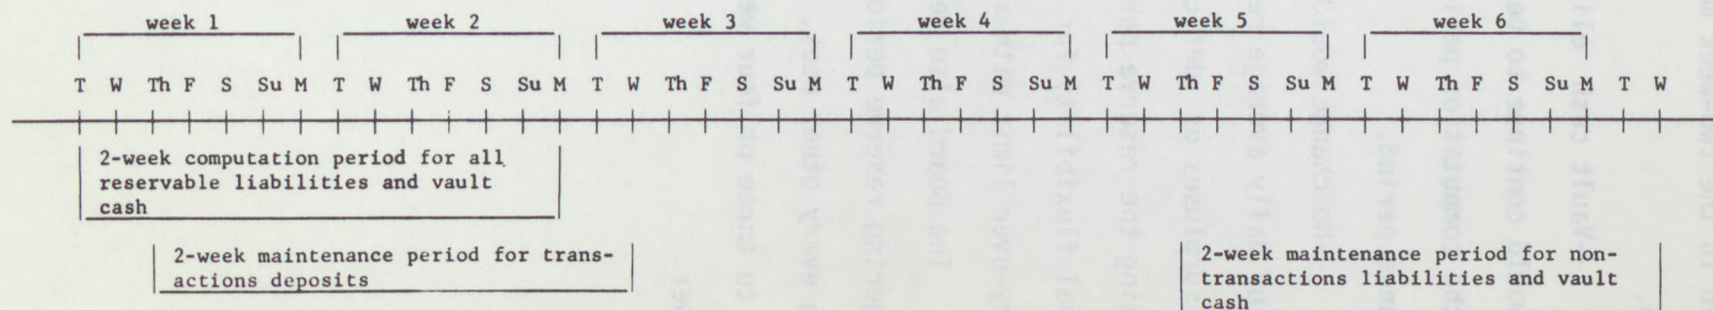 week 1 week 2 week 3 week 4 week 5 week 6
T W Th F S Su M T W Th F S Su M T W Th F S Su M T W Th F S Su M T W Th F S Su M T W Th F S Su M T W
2-week computation period for all
reservable liabilities and vault
cash
2-week maintenance period for trans-
actions deposits
2-week maintenance period for non-
transactions liabilities and vault
cash